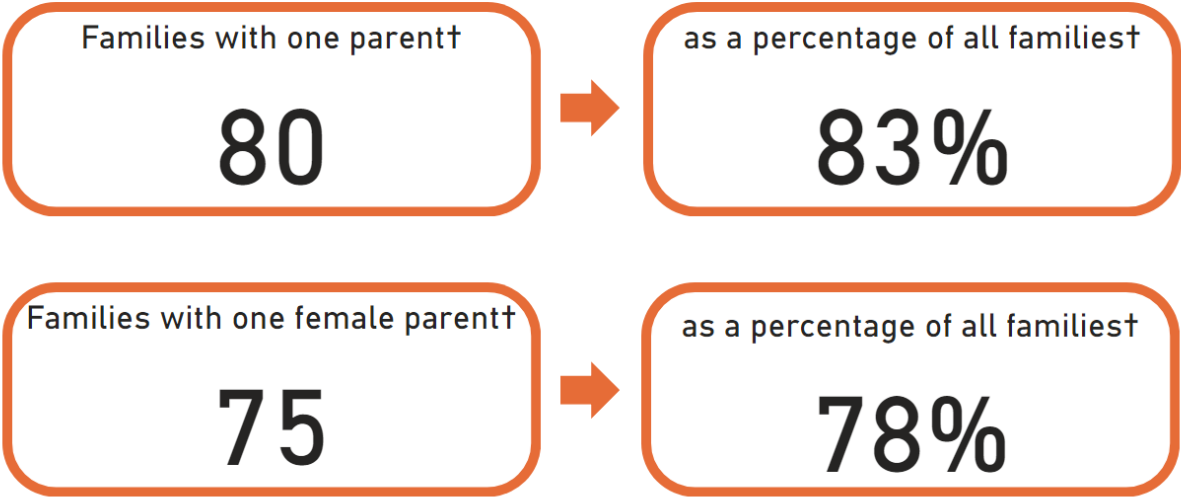 Families with one parent†
as a percentage of all families†
80
83%
Families with one female parent†
as a percentage of all families†
75
78%